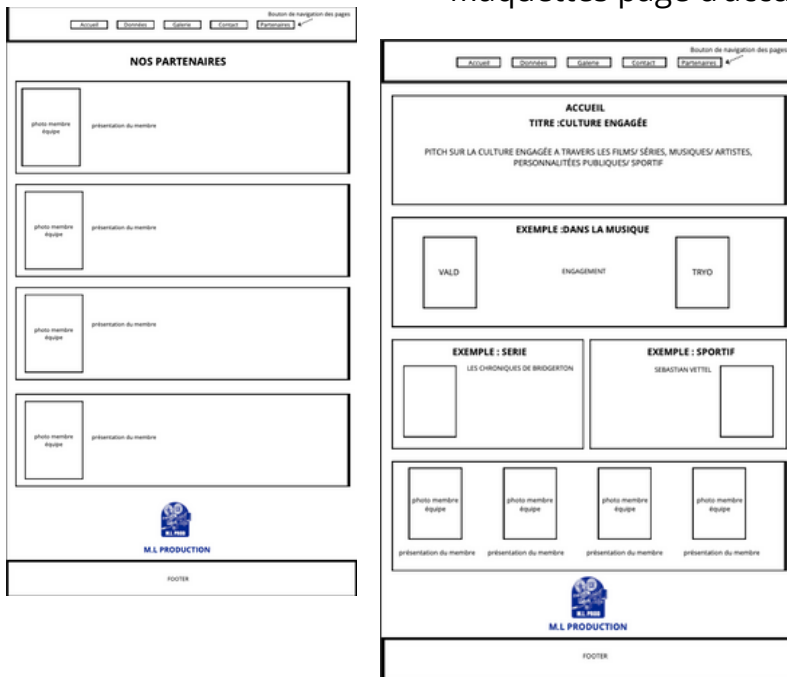 Maquettes page d'accu
Bouton de navigation des pages
Accueil Données Galerie Contact Partenaires
NOS PARTENAIRES
photo membre
équipe
présentation du membre
photo membre
équipe
présentation du membre
photo membre
équipe
présentation du membre
photo membre
équipe
présentation du membre
M.L PROD
M.L PRODUCTION
FOOTER
Bouton de navigation des pages
Accueil Données Galerie Contact Partenaires
ACCUEIL
TITRE :CULTURE ENGAGÉE
PITCH SUR LA CULTURE ENGAGÉE A TRAVERS LES FILMS/ SÉRIES, MUSIQUES/ ARTISTES,
PERSONNALITÉES PUBLIQUES/ SPORTIF
EXEMPLE :DANS LA MUSIQUE
VALD ENGAGEMENT TRYO
EXEMPLE : SERIE
LES CHRONIQUES DE BRIDGERTON
EXEMPLE : SPORTIF
SEBASTIAN VETTEL
photo membre photo membre photo membre photo membre
équipe équipe équipe équipe
présentation du membre présentation du membre présentation du membre présentation du membre
M.L PROD
M.L PRODUCTION
FOOTER